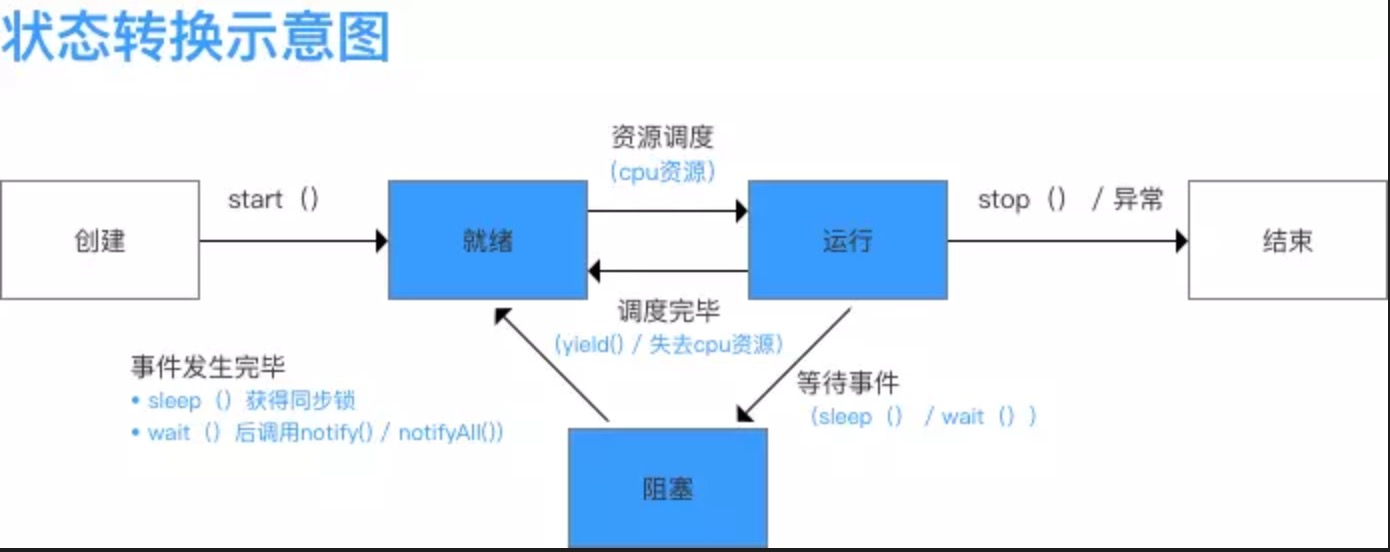 状态转换示意图
资源调度
(cpu资源)
创建
start（）
就绪
运行
stop（） / 异常
结束
调度完毕
(yield() / 失去cpu资源)
事件发生完毕
• sleep（）获得同步锁
• wait（）后调用notify() / notifyAll())
等待事件
(sleep（） / wait（）)
阻塞